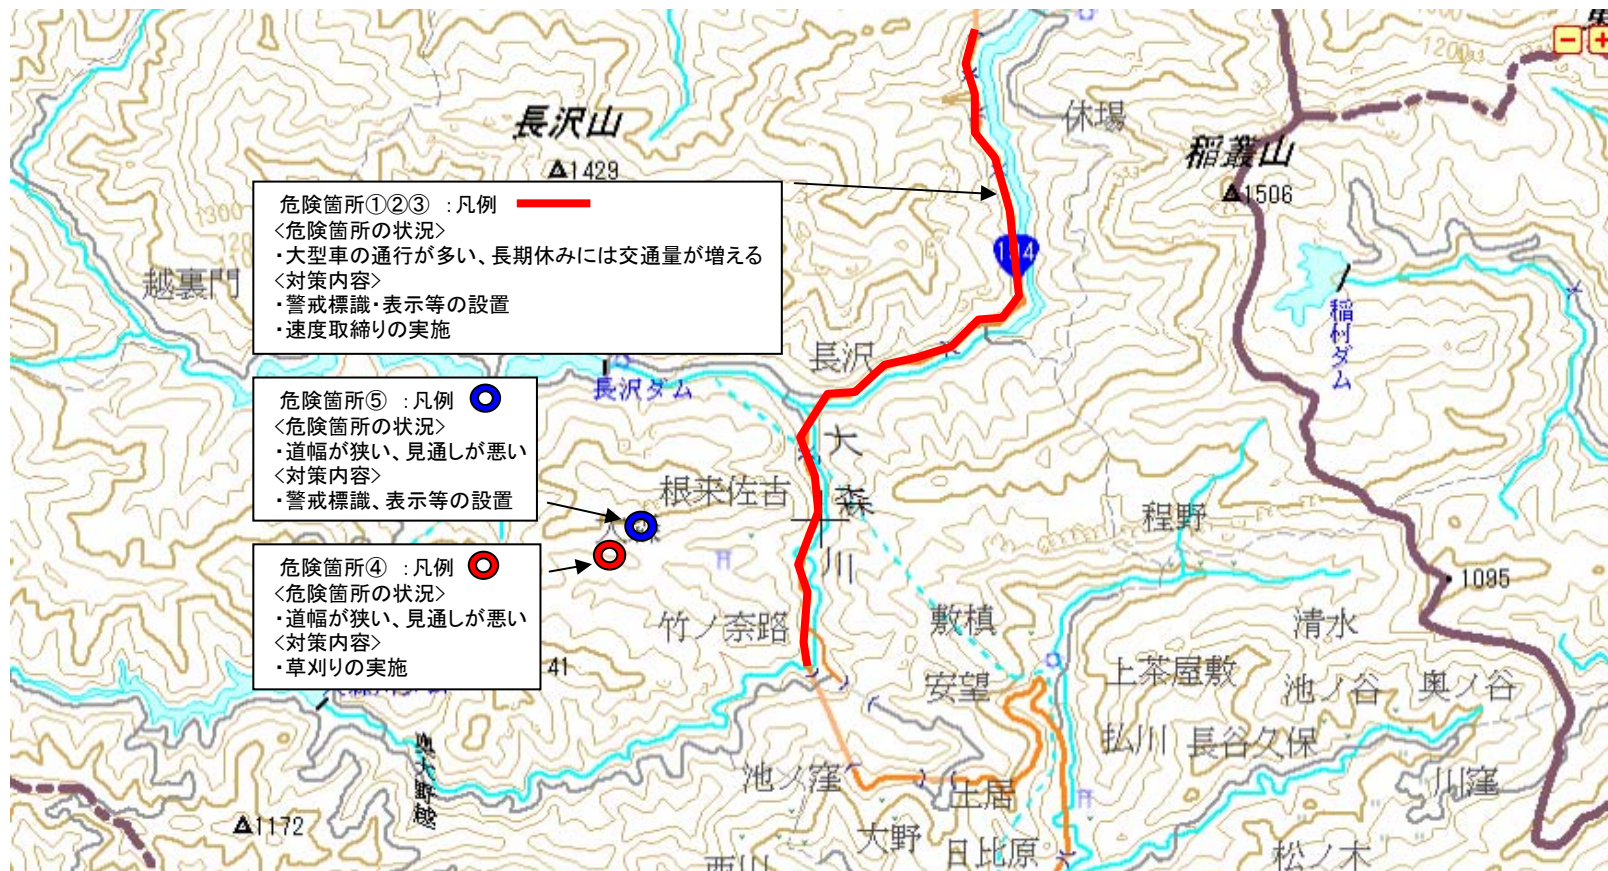 1200
休場
長沢山
1429
稲叢山
1506
危険箇所①②③ :凡例
<危険箇所の状況>
・大型車の通行が多い、長期休みには交通量が増える
<対策内容>
・警戒標識・表示等の設置
・速度取締りの実施
1300
越裏門
稲村ダム
長沢
長沢ダム
危険箇所⑤ :凡例
<危険箇所の状況>
・道幅が狭い、見通しが悪い
<対策内容>
・警戒標識、表示等の設置
大森川
根来佐古
程野
危険箇所④ :凡例
<危険箇所の状況>
・道幅が狭い、見通しが悪い
<対策内容>
・草刈りの実施
1095
竹ノ奈路
敷槙
清水
41
安望
上茶屋敷
池ノ谷
奥ノ谷
払川
長谷久保
奥大野越
池ノ窪
土居
川窪
1172
大野
日比原
松ノ木
西川